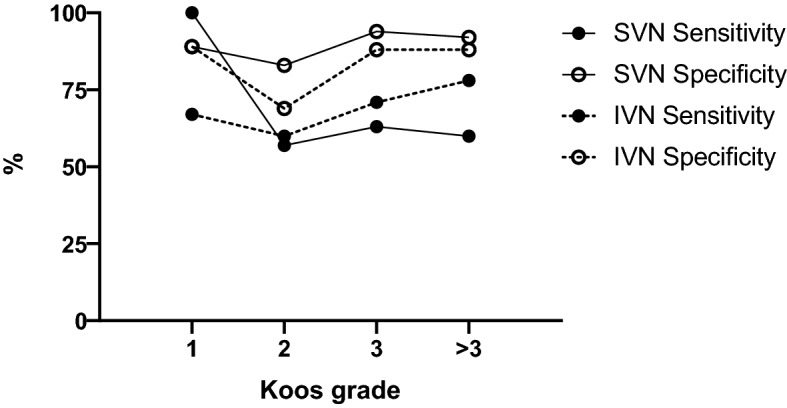 100
75
50
25
0
%
1 2 3 >3
Koos grade
SVN Sensitivity
SVN Specificity
IVN Sensitivity
IVN Specificity